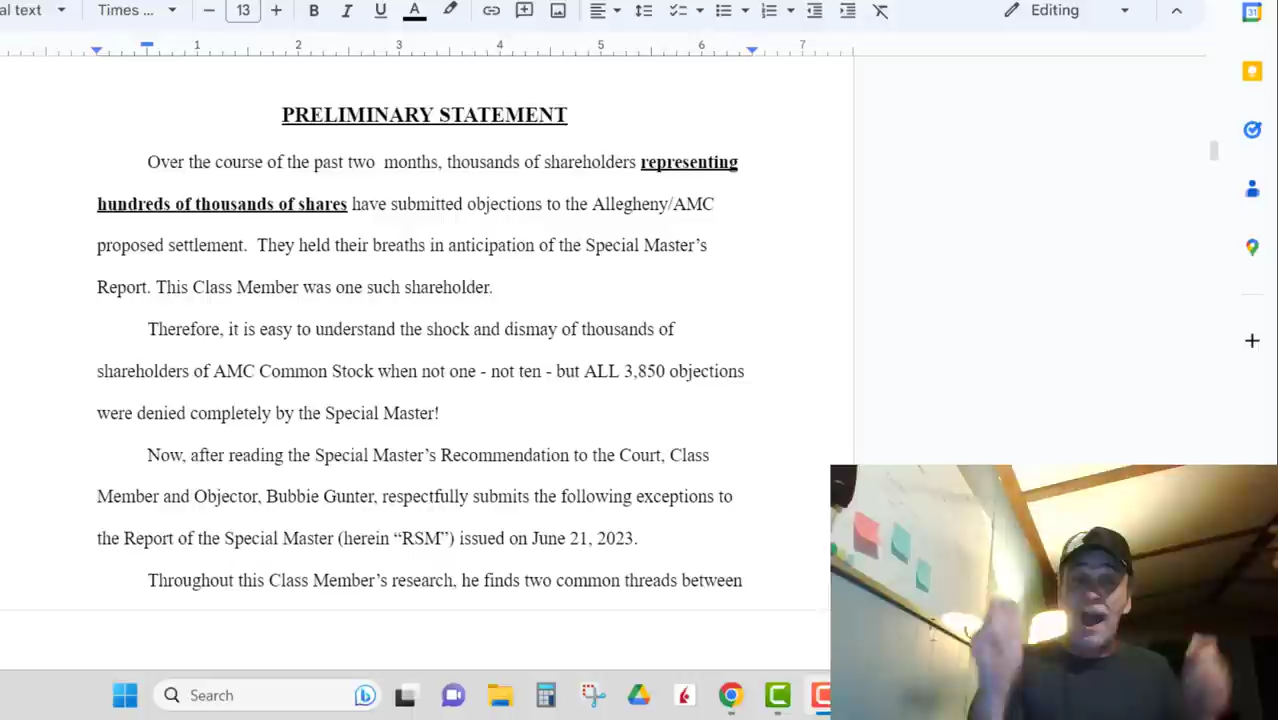 al text
Times ...
13
B I U A
Editing
31
1 2 3 4 5 6 7
PRELIMINARY STATEMENT
Over the course of the past two months, thousands of shareholders representing
hundreds of thousands of shares have submitted objections to the Allegheny/AMC
proposed settlement. They held their breaths in anticipation of the Special Master’s
Report. This Class Member was one such shareholder.
Therefore, it is easy to understand the shock and dismay of thousands of
shareholders of AMC Common Stock when not one - not ten - but ALL 3,850 objections
were denied completely by the Special Master!
Now, after reading the Special Master’s Recommendation to the Court, Class
Member and Objector, Bubbie Gunter, respectfully submits the following exceptions to
the Report of the Special Master (herein “RSM”) issued on June 21, 2023.
Throughout this Class Member’s research, he finds two common threads between
Search